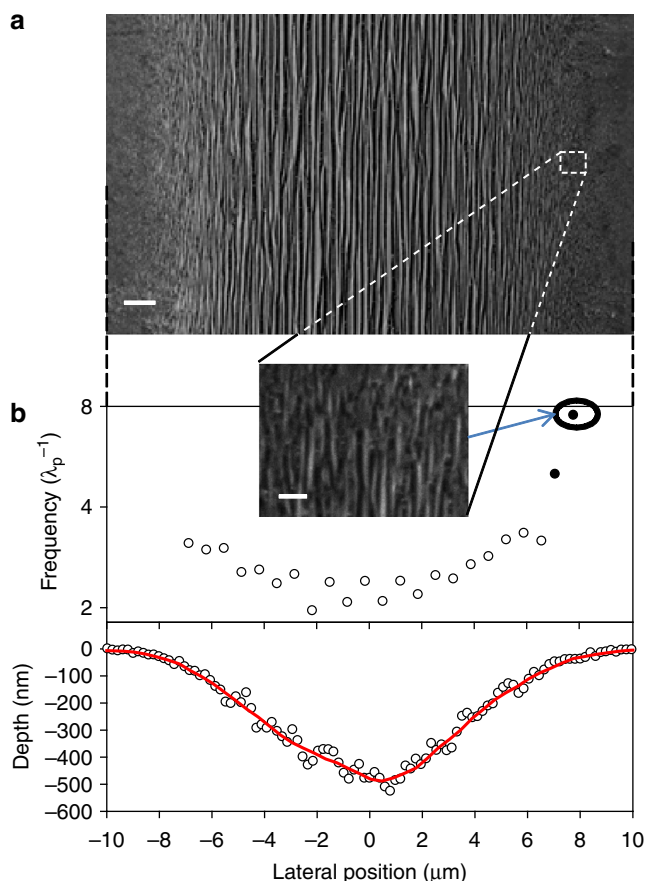 a
b
Frequency (λp⁻¹)
8
4
2
Depth (nm)
0
–100
–200
–300
–400
–500
–600
–10 –8 –6 –4 –2 0 2 4 6 8 10
Lateral position (μm)